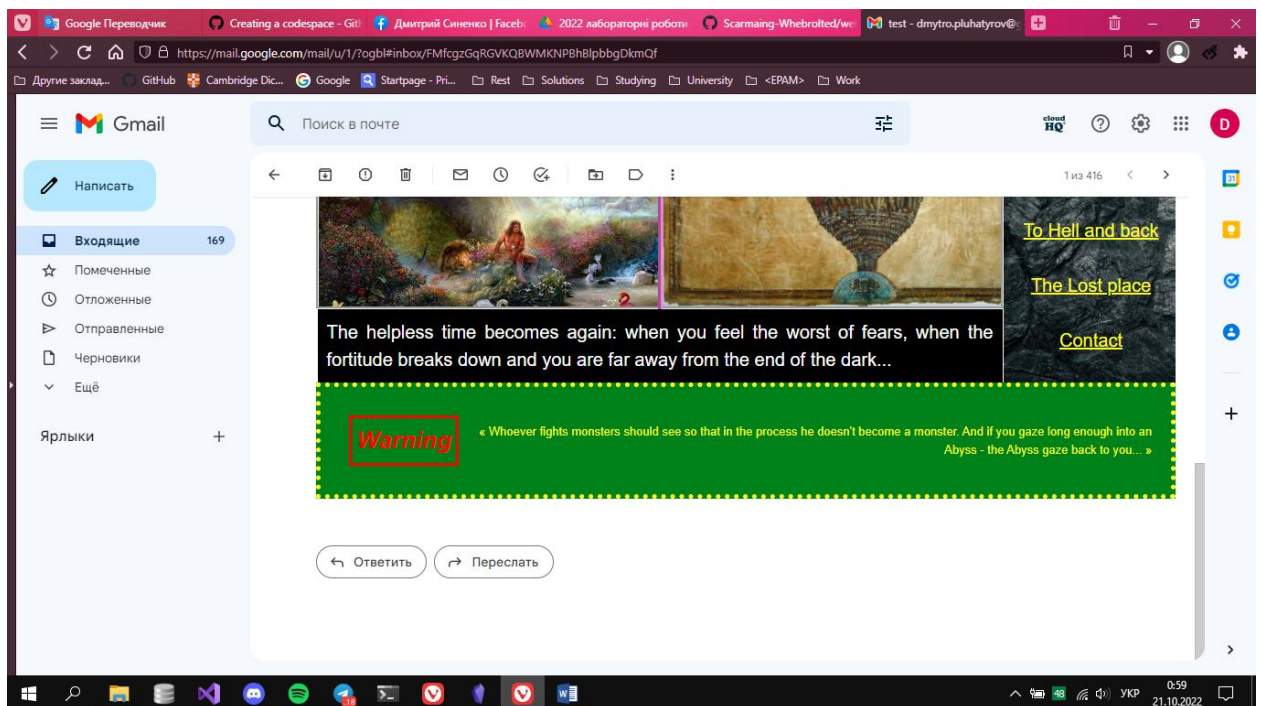 Google Переводчик
Creating a codespace - Git
Дмитрий Синенко | Faceb
2022 лабораторні роботи
Scarmaing-Whebrolted/we
test - dmytro.pluhatyrov@g
https://mail.google.com/mail/u/1/?ogbl#inbox/FMfcgzGqRGVKQBWMKNPBhBlpbbgDkmQf
Другие заклад...
GitHub
Cambridge Dic...
Google
Startpage - Pri...
Rest
Solutions
Studying
University
<EPAM>
Work
Gmail
Поиск в почте
cloud
HQ
D
Написать
1 из 416
31
Входящие 169
Помеченные
Отложенные
Отправленные
Черновики
Ещё
Ярлыки
To Hell and back
The Lost place
Contact
The helpless time becomes again: when you feel the worst of fears, when the
fortitude breaks down and you are far away from the end of the dark...
Warning
« Whoever fights monsters should see so that in the process he doesn't become a monster. And if you gaze long enough into an
Abyss - the Abyss gaze back to you... »
Ответить
Переслать
18
48
УКР
0:59
21.10.2022